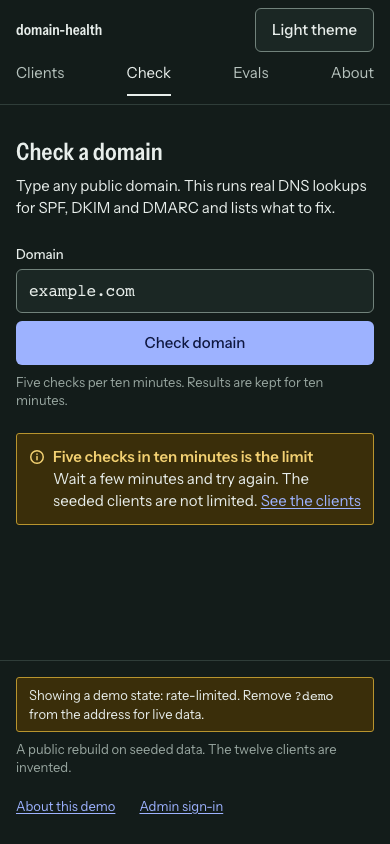 domain-health
Light theme
Clients
Check
Evals
About
Check a domain
Type any public domain. This runs real DNS lookups
for SPF, DKIM and DMARC and lists what to fix.
Domain
example.com
Check domain
Five checks per ten minutes. Results are kept for ten
minutes.
Five checks in ten minutes is the limit
Wait a few minutes and try again. The
seeded clients are not limited. See the clients
Showing a demo state: rate-limited. Remove ?demo
from the address for live data.
A public rebuild on seeded data. The twelve clients are
invented.
About this demo
Admin sign-in